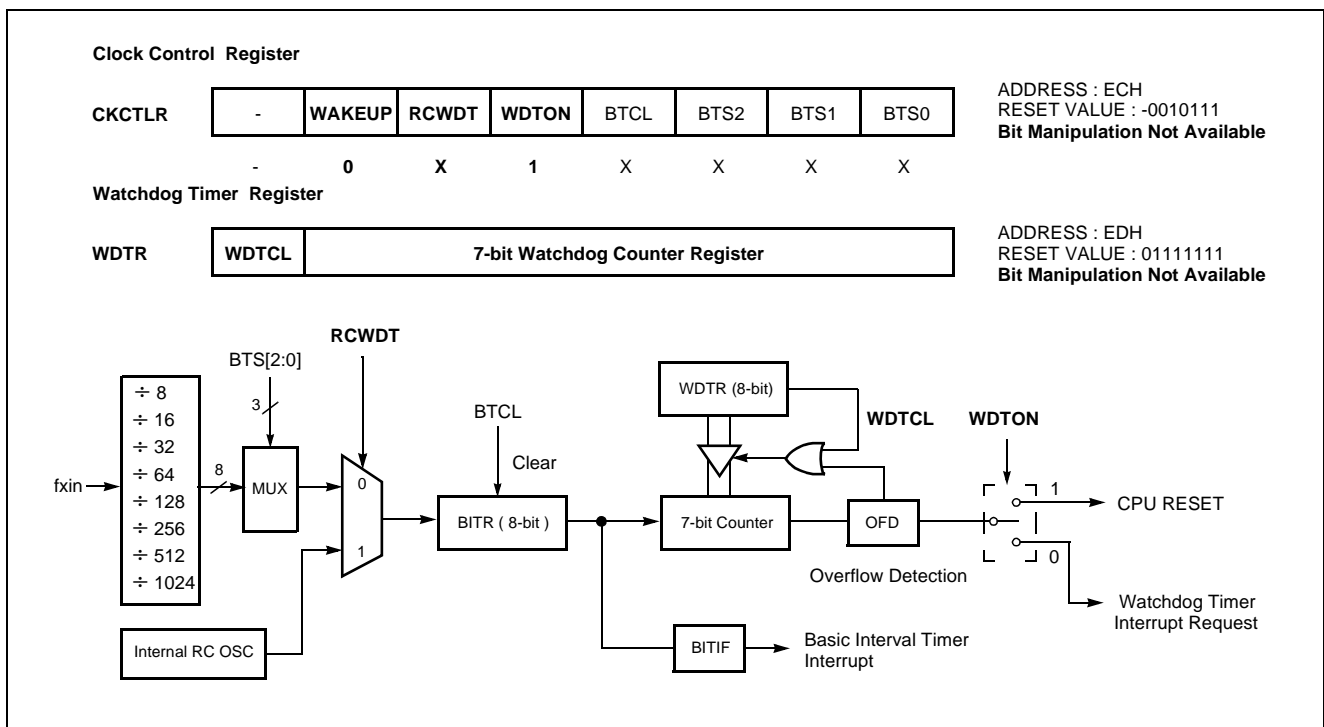 Clock Control Register
CKCTLR
- WAKEUP RCWDT WDTON BTCL BTS2 BTS1 BTS0
ADDRESS : ECH
RESET VALUE : -0010111
Bit Manipulation Not Available
- 0 X 1 X X X X
Watchdog Timer Register
WDTR
WDTCL 7-bit Watchdog Counter Register
ADDRESS : EDH
RESET VALUE : 01111111
Bit Manipulation Not Available
RCWDT
BTS[2:0]
3
fxin
÷ 8
÷ 16
÷ 32
÷ 64
÷ 128
÷ 256
÷ 512
÷ 1024
8
MUX
0
1
Internal RC OSC
BTCL
Clear
BITR ( 8-bit )
WDTR (8-bit)
WDTCL
7-bit Counter
OFD
Overflow Detection
WDTON
1
CPU RESET
0
Watchdog Timer
Interrupt Request
BITIF
Basic Interval Timer
Interrupt